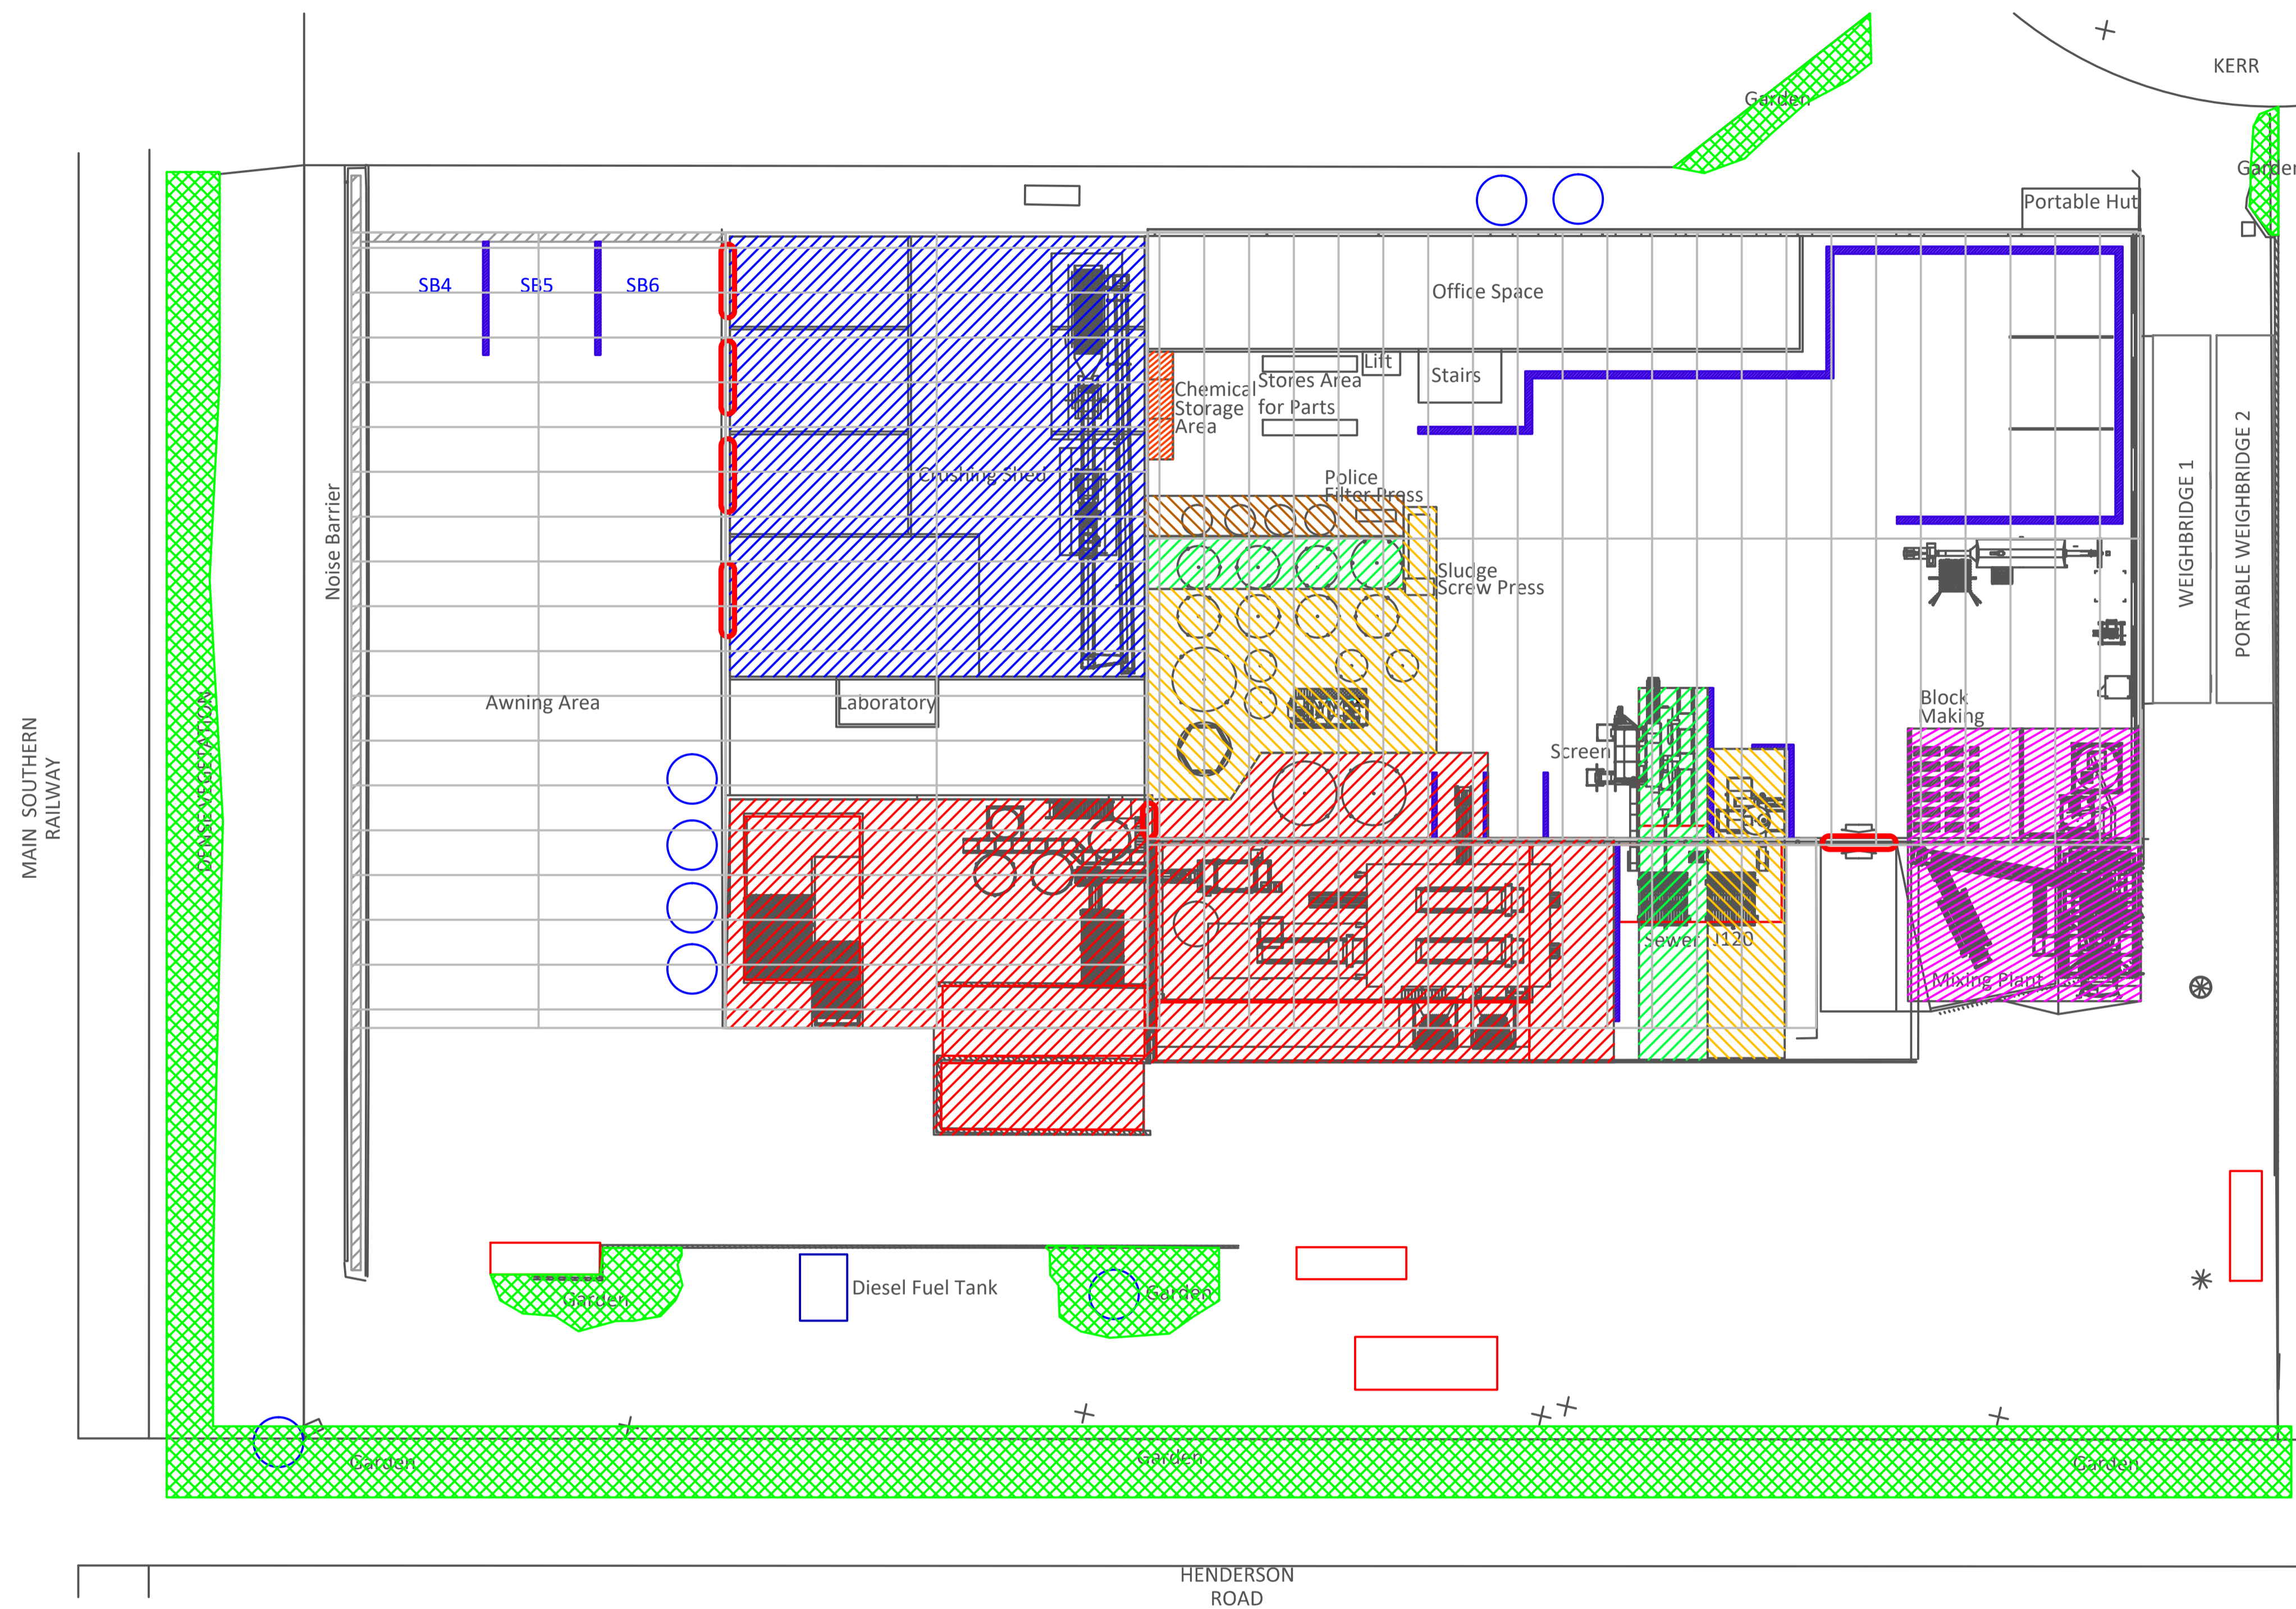 KERR
Garden
Garden
Portable Hut
SB4
SB5
SB6
Office Space
Lift
Stairs
Chemical
Storage
Area
Stores Area
for Parts
Crushing Shed
Police
Filter Press
Noise Barrier
WEIGHBRIDGE 1
PORTABLE WEIGHBRIDGE 2
Sludge
Screw Press
Awning Area
Laboratory
Block
Making
Screen
MAIN SOUTHERN
RAILWAY
DENSE VEGETATION
Sewer
J120
Mixing Plant
Diesel Fuel Tank
Garden
Garden
Garden
Garden
Garden
HENDERSON
ROAD